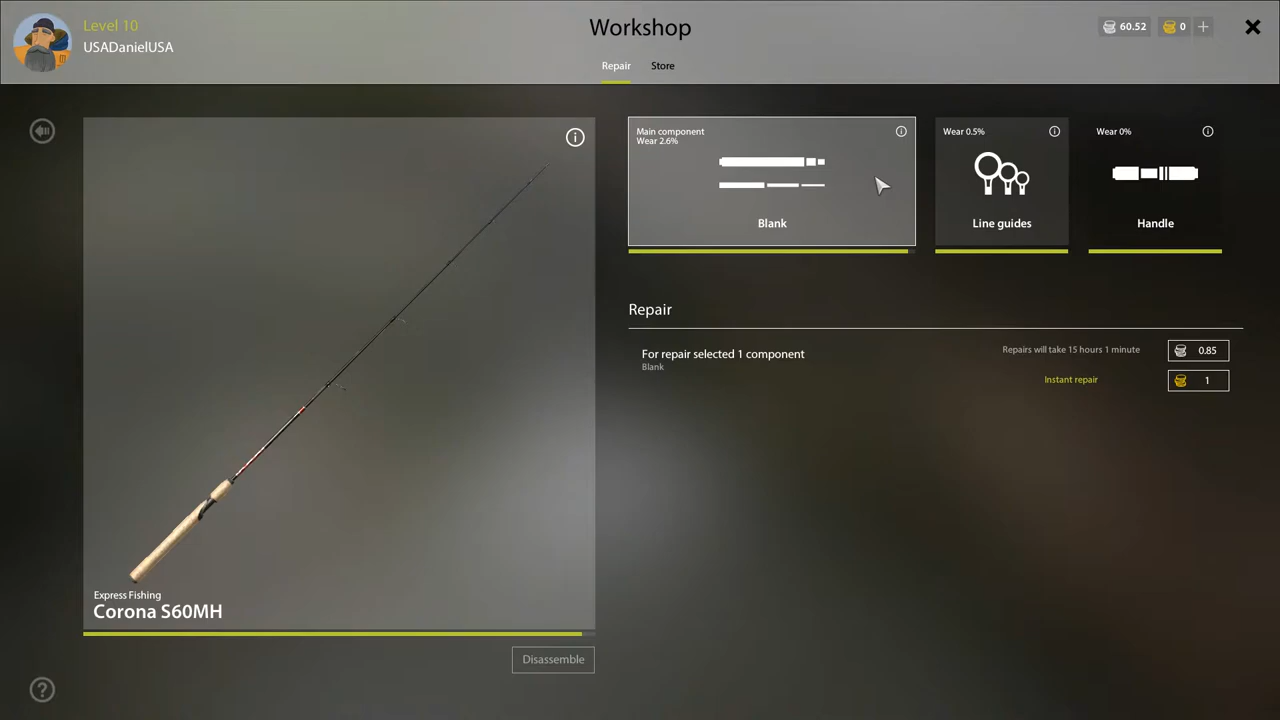 Level 10
USADanielUSA
Workshop
60.52
0
Repair
Store
Main component
Wear 2.6%
Blank
Wear 0.5%
Line guides
Wear 0%
Handle
Repair
For repair selected 1 component
Blank
Repairs will take 15 hours 1 minute
0.85
Instant repair
1
Express Fishing
Corona S60MH
Disassemble